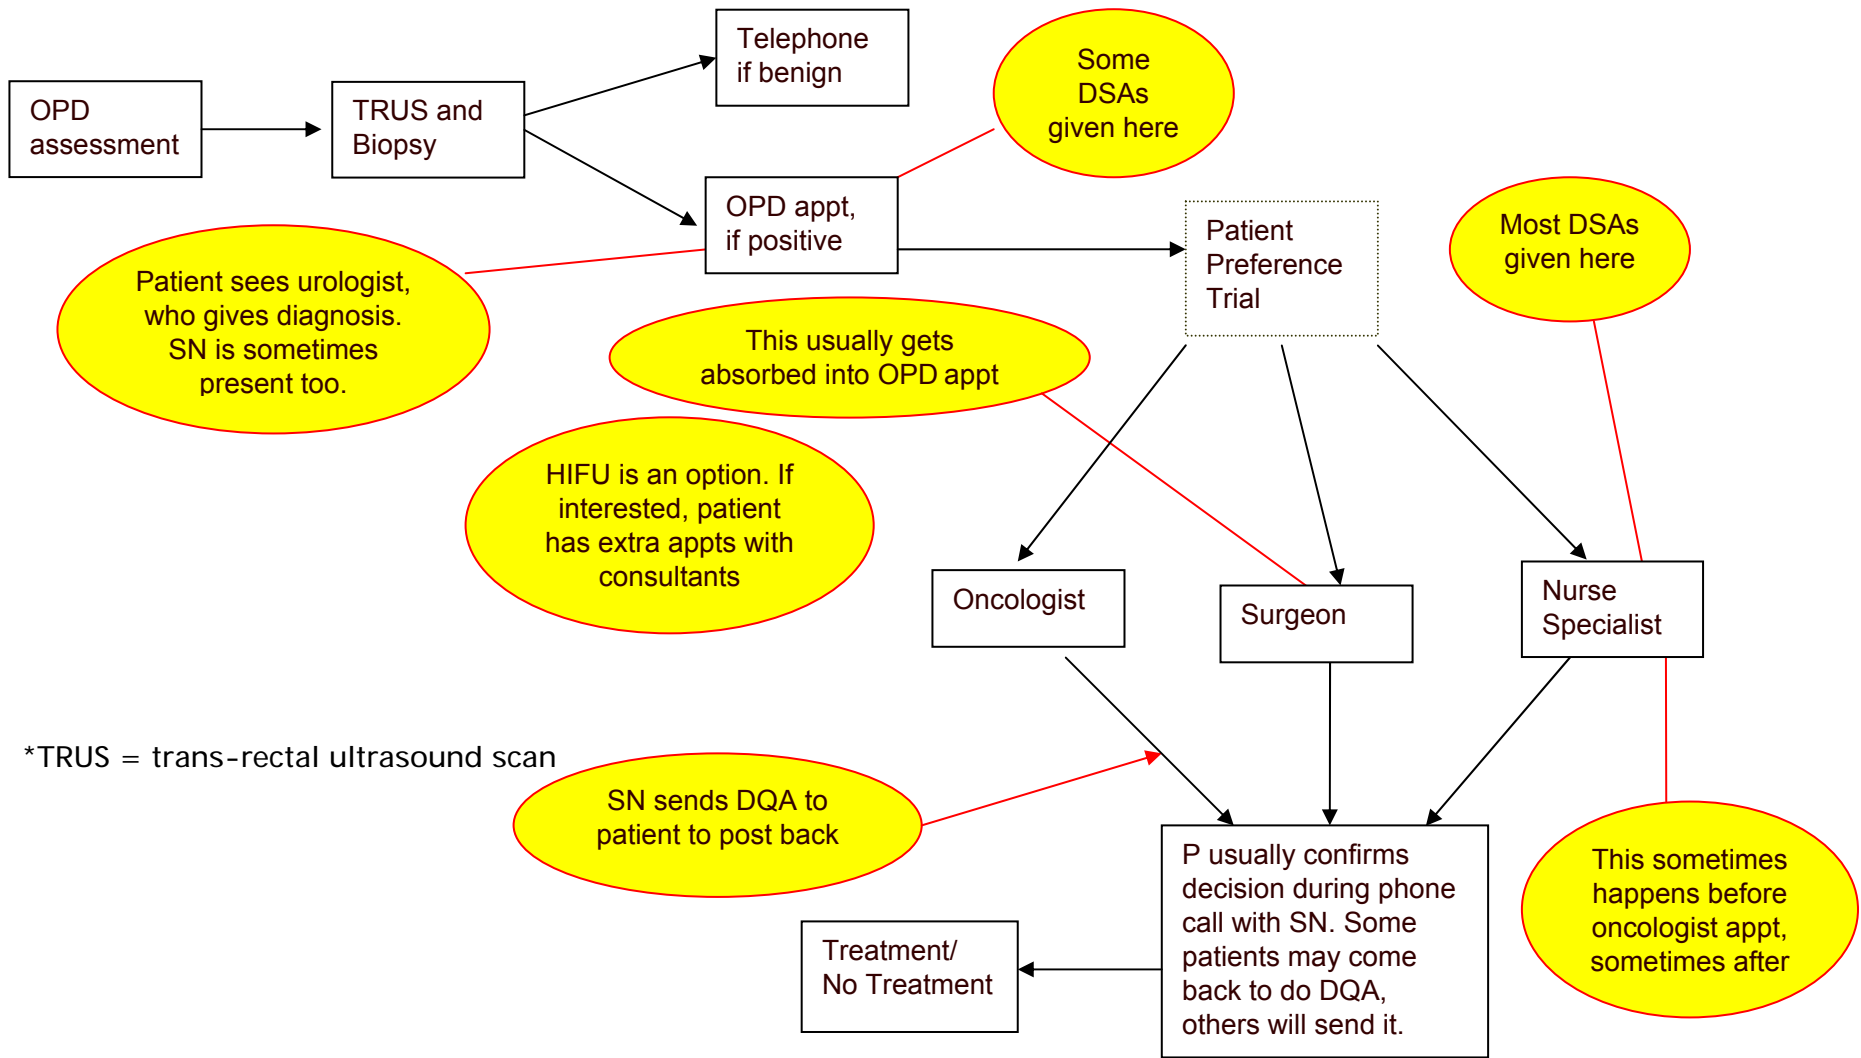 Telephone
if benign
Some
DSAs
given here
OPD
assessment
TRUS and
Biopsy
OPD appt,
if positive
Patient
Preference
Trial
Most DSAs
given here
Patient sees urologist,
who gives diagnosis.
SN is sometimes
present too.
This usually gets
absorbed into OPD appt
HIFU is an option. If
interested, patient
has extra appts with
consultants
Oncologist
Surgeon
Nurse
Specialist
*TRUS = trans-rectal ultrasound scan
SN sends DQA to
patient to post back
P usually confirms
decision during phone
call with SN. Some
patients may come
back to do DQA,
others will send it.
This sometimes
happens before
oncologist appt,
sometimes after
Treatment/
No Treatment